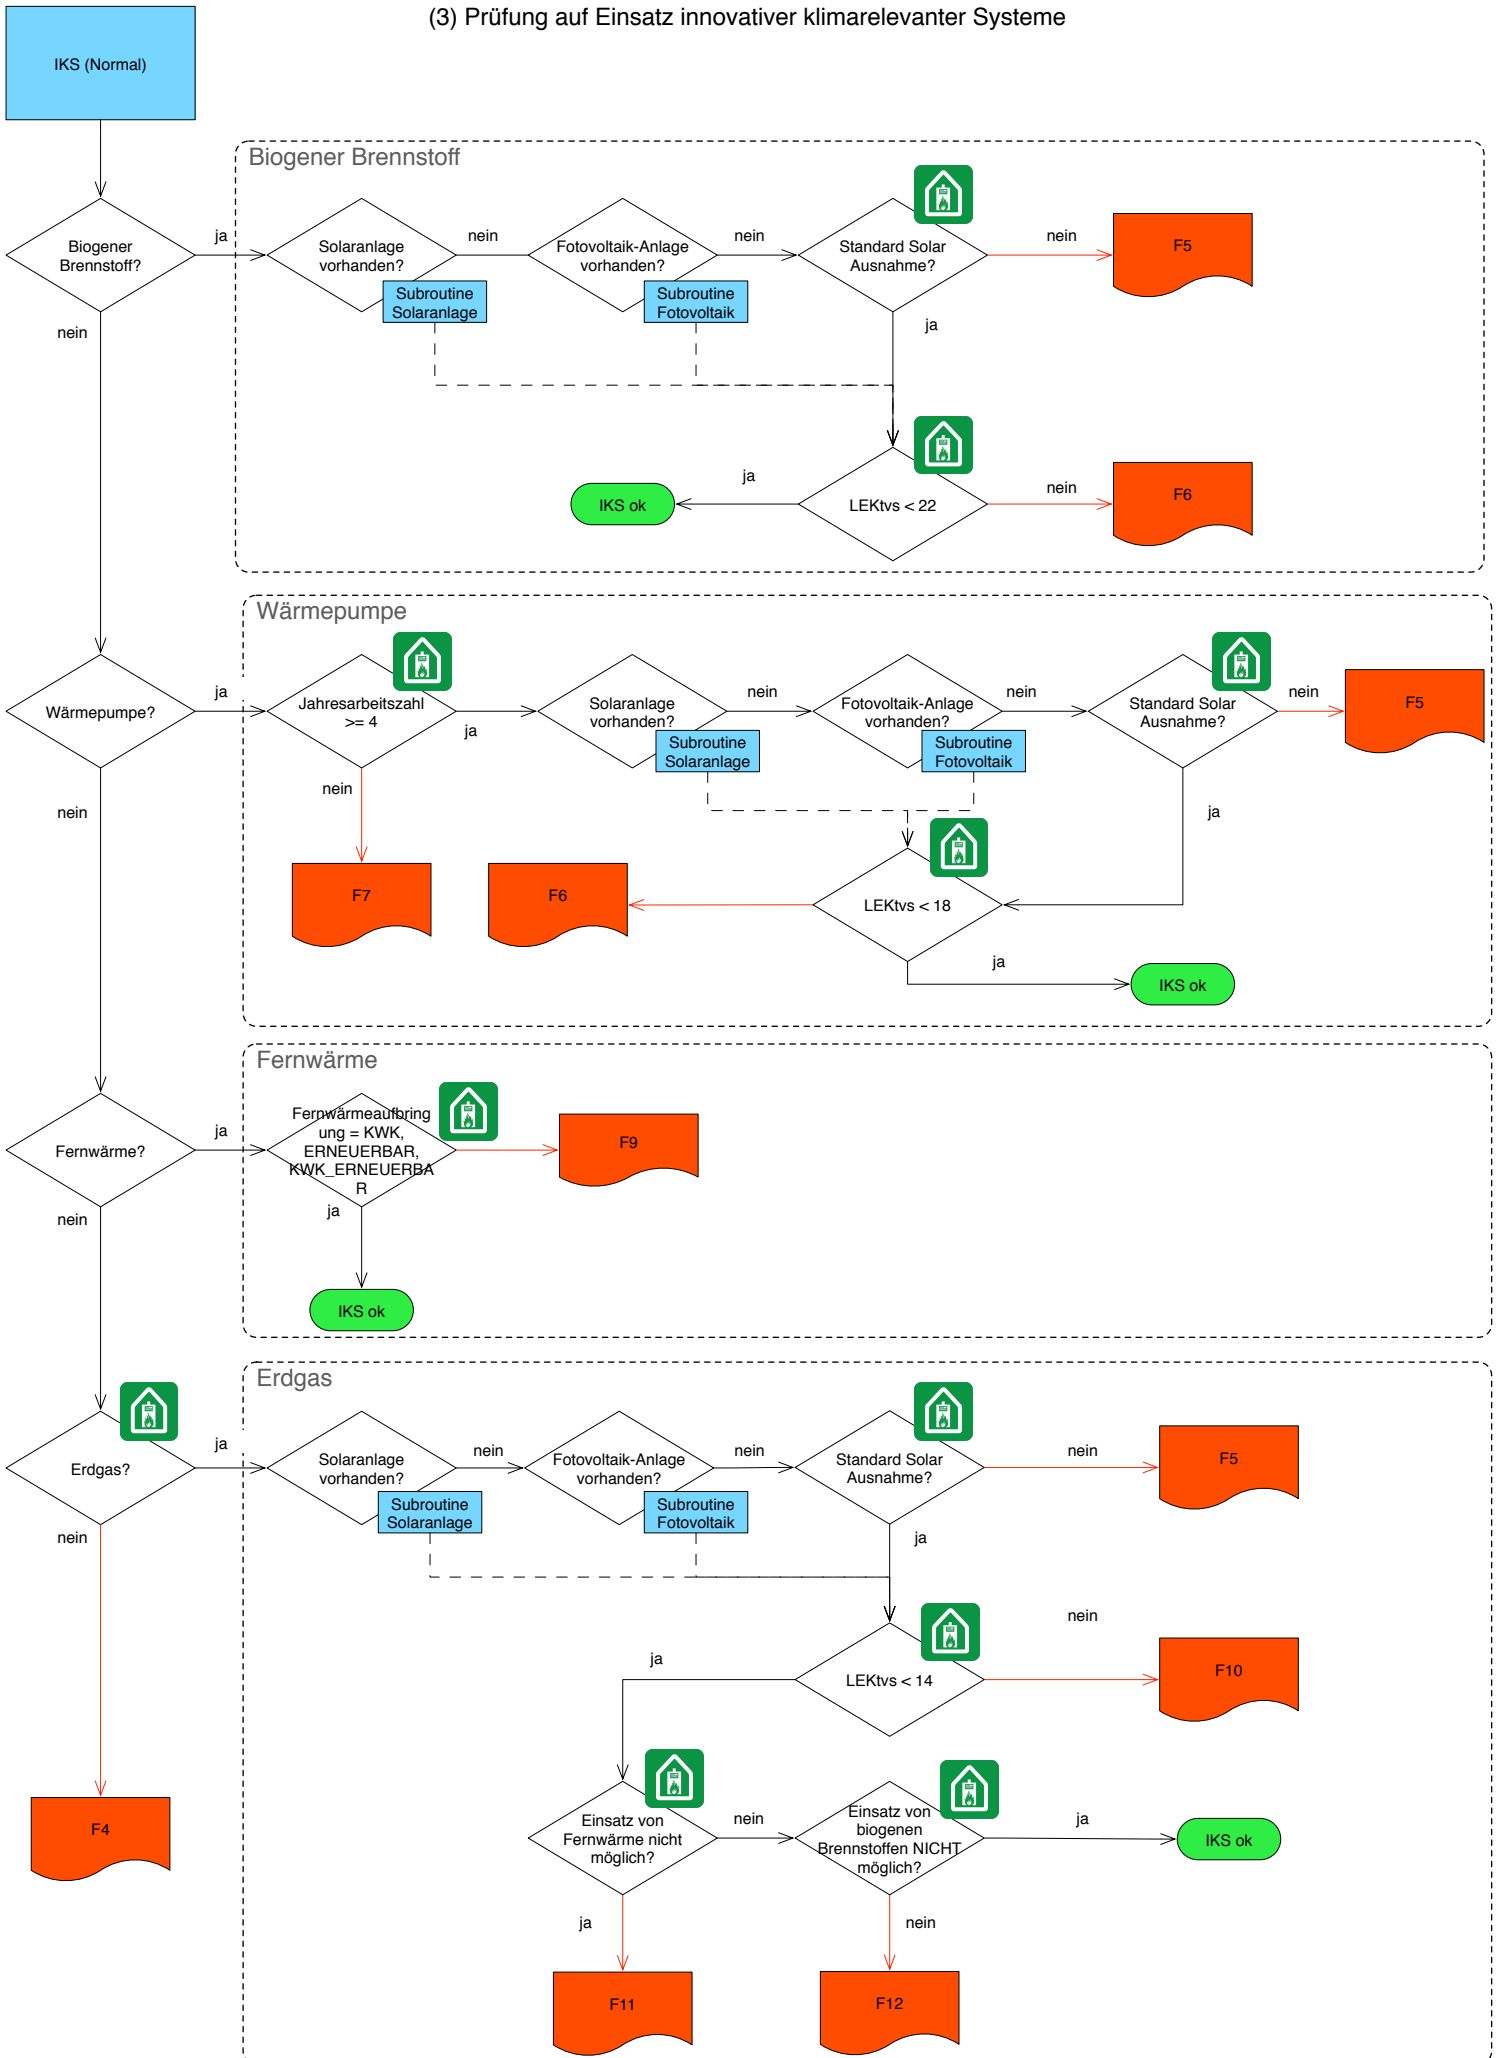 (3) Prüfung auf Einsatz innovativer klimarelevanter Systeme
IKS (Normal)
Biogener Brennstoff
Biogener
Brennstoff?
ja
nein
Solaranlage
vorhanden?
nein
Subroutine
Solaranlage
Fotovoltaik-Anlage
vorhanden?
nein
Subroutine
Fotovoltaik
Standard Solar
Ausnahme?
nein
F5
ja
LEKtvs < 22
ja
IKS ok
nein
F6
Wärmepumpe
Wärmepumpe?
ja
nein
Jahresarbeitszahl
>= 4
ja
nein
F7
Solaranlage
vorhanden?
nein
Subroutine
Solaranlage
Fotovoltaik-Anlage
vorhanden?
nein
Subroutine
Fotovoltaik
Standard Solar
Ausnahme?
nein
F5
ja
LEKtvs < 18
F6
ja
IKS ok
Fernwärme
Fernwärme?
ja
nein
Fernwärmeaufbring
ung = KWK,
ERNEUERBAR,
KWK_ERNEUERBA
R
F9
ja
IKS ok
Erdgas
Erdgas?
ja
nein
F4
Solaranlage
vorhanden?
nein
Subroutine
Solaranlage
Fotovoltaik-Anlage
vorhanden?
nein
Subroutine
Fotovoltaik
Standard Solar
Ausnahme?
nein
F5
ja
LEKtvs < 14
nein
F10
ja
Einsatz von
Fernwärme nicht
möglich?
nein
ja
F11
Einsatz von
biogenen
Brennstoffen NICHT
möglich?
ja
IKS ok
nein
F12